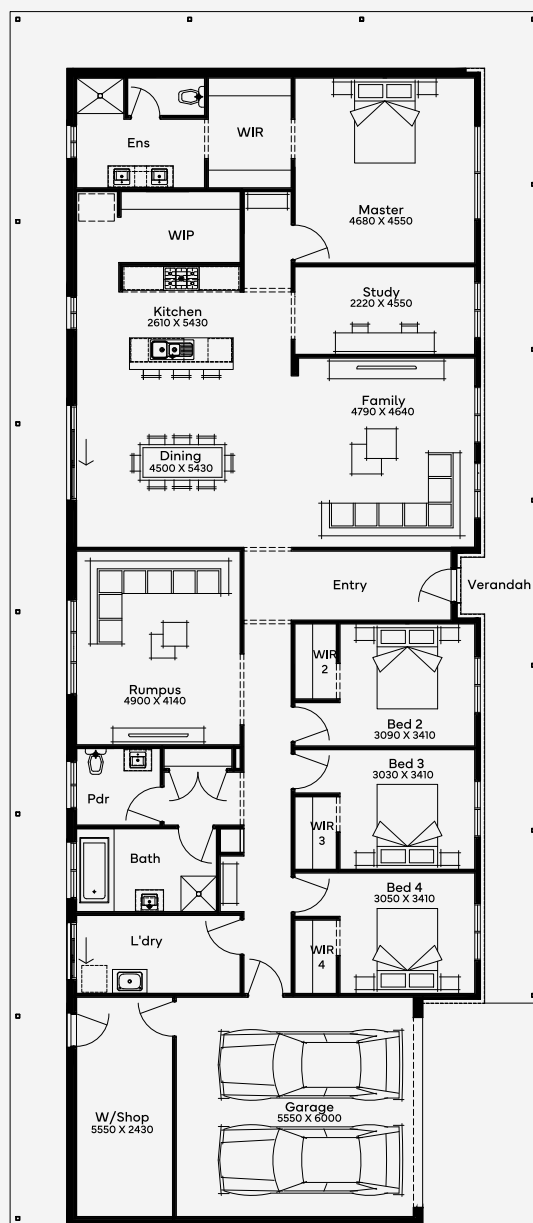 Ens
WIR
Master
4680 X 4550
WIP
Kitchen
2610 X 5430
Study
2220 X 4550
Family
4790 X 4640
Dining
4500 X 5430
Entry
Verandah
Rumpus
4900 X 4140
WIR
2
Bed 2
3090 X 3410
Bed 3
3030 X 3410
Pdr
WIR
3
Bath
Bed 4
3050 X 3410
L'dry
WIR
4
W/Shop
5550 X 2430
Garage
5550 X 6000